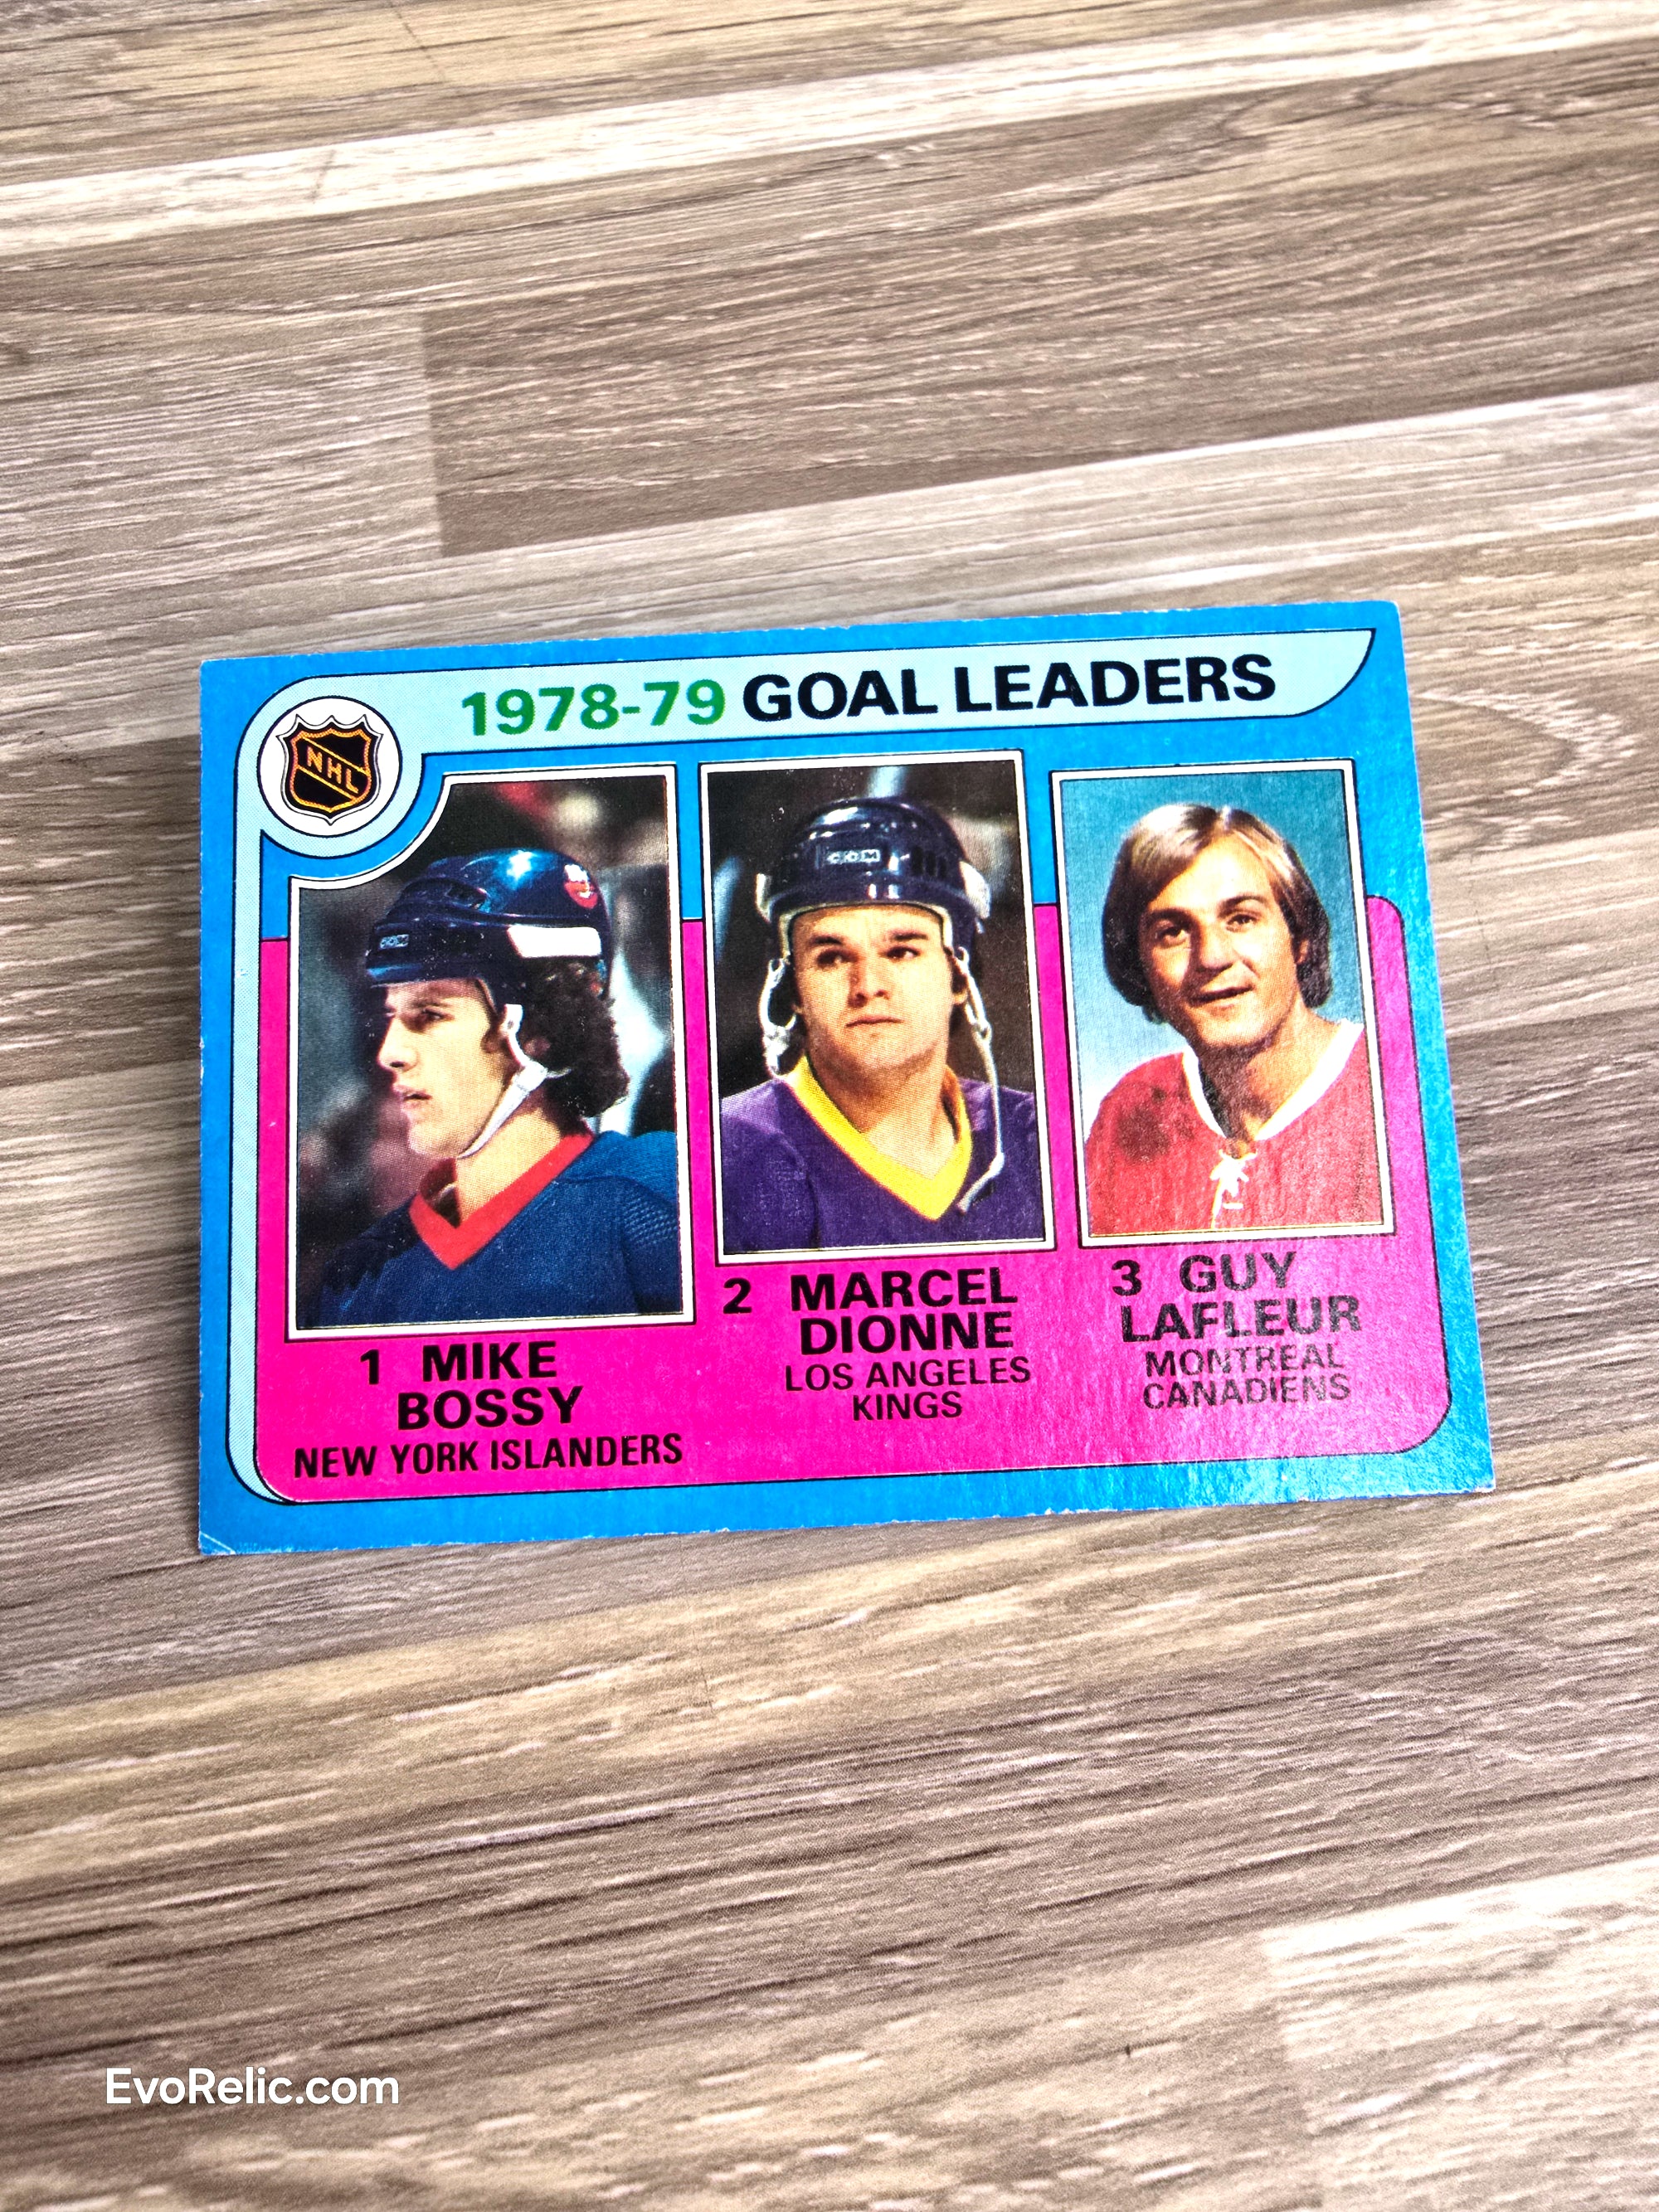 1978-79 GOAL LEADERS
NHL
CCM
CCM
1 MIKE
BOSSY
NEW YORK ISLANDERS
2 MARCEL
DIONNE
LOS ANGELES
KINGS
3 GUY
LAFLEUR
MONTREAL
CANADIENS
EvoRelic.com